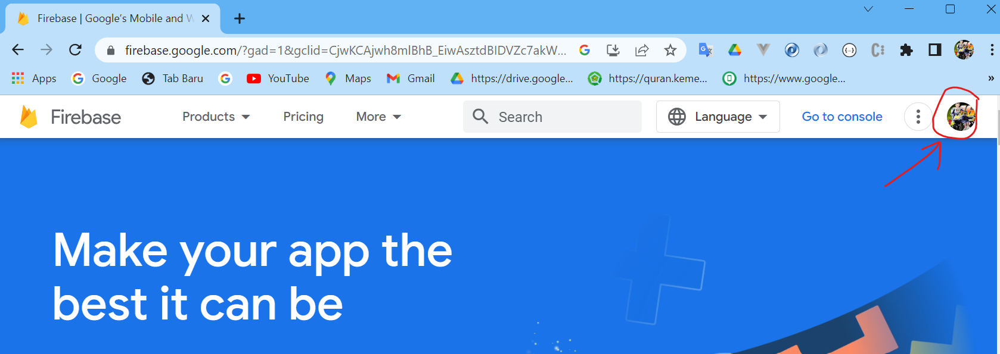 Firebase | Google's Mobile and W
firebase.google.com/?gad=1&gclid=CjwKCAjwh8mlBhB_EiwAsztdBIDVZc7akW...
Apps Google Tab Baru YouTube Maps Gmail https://drive.google... https://quran.keme... https://www.google... »
Firebase Products Pricing More Search Language Go to console
Make your app the
best it can be